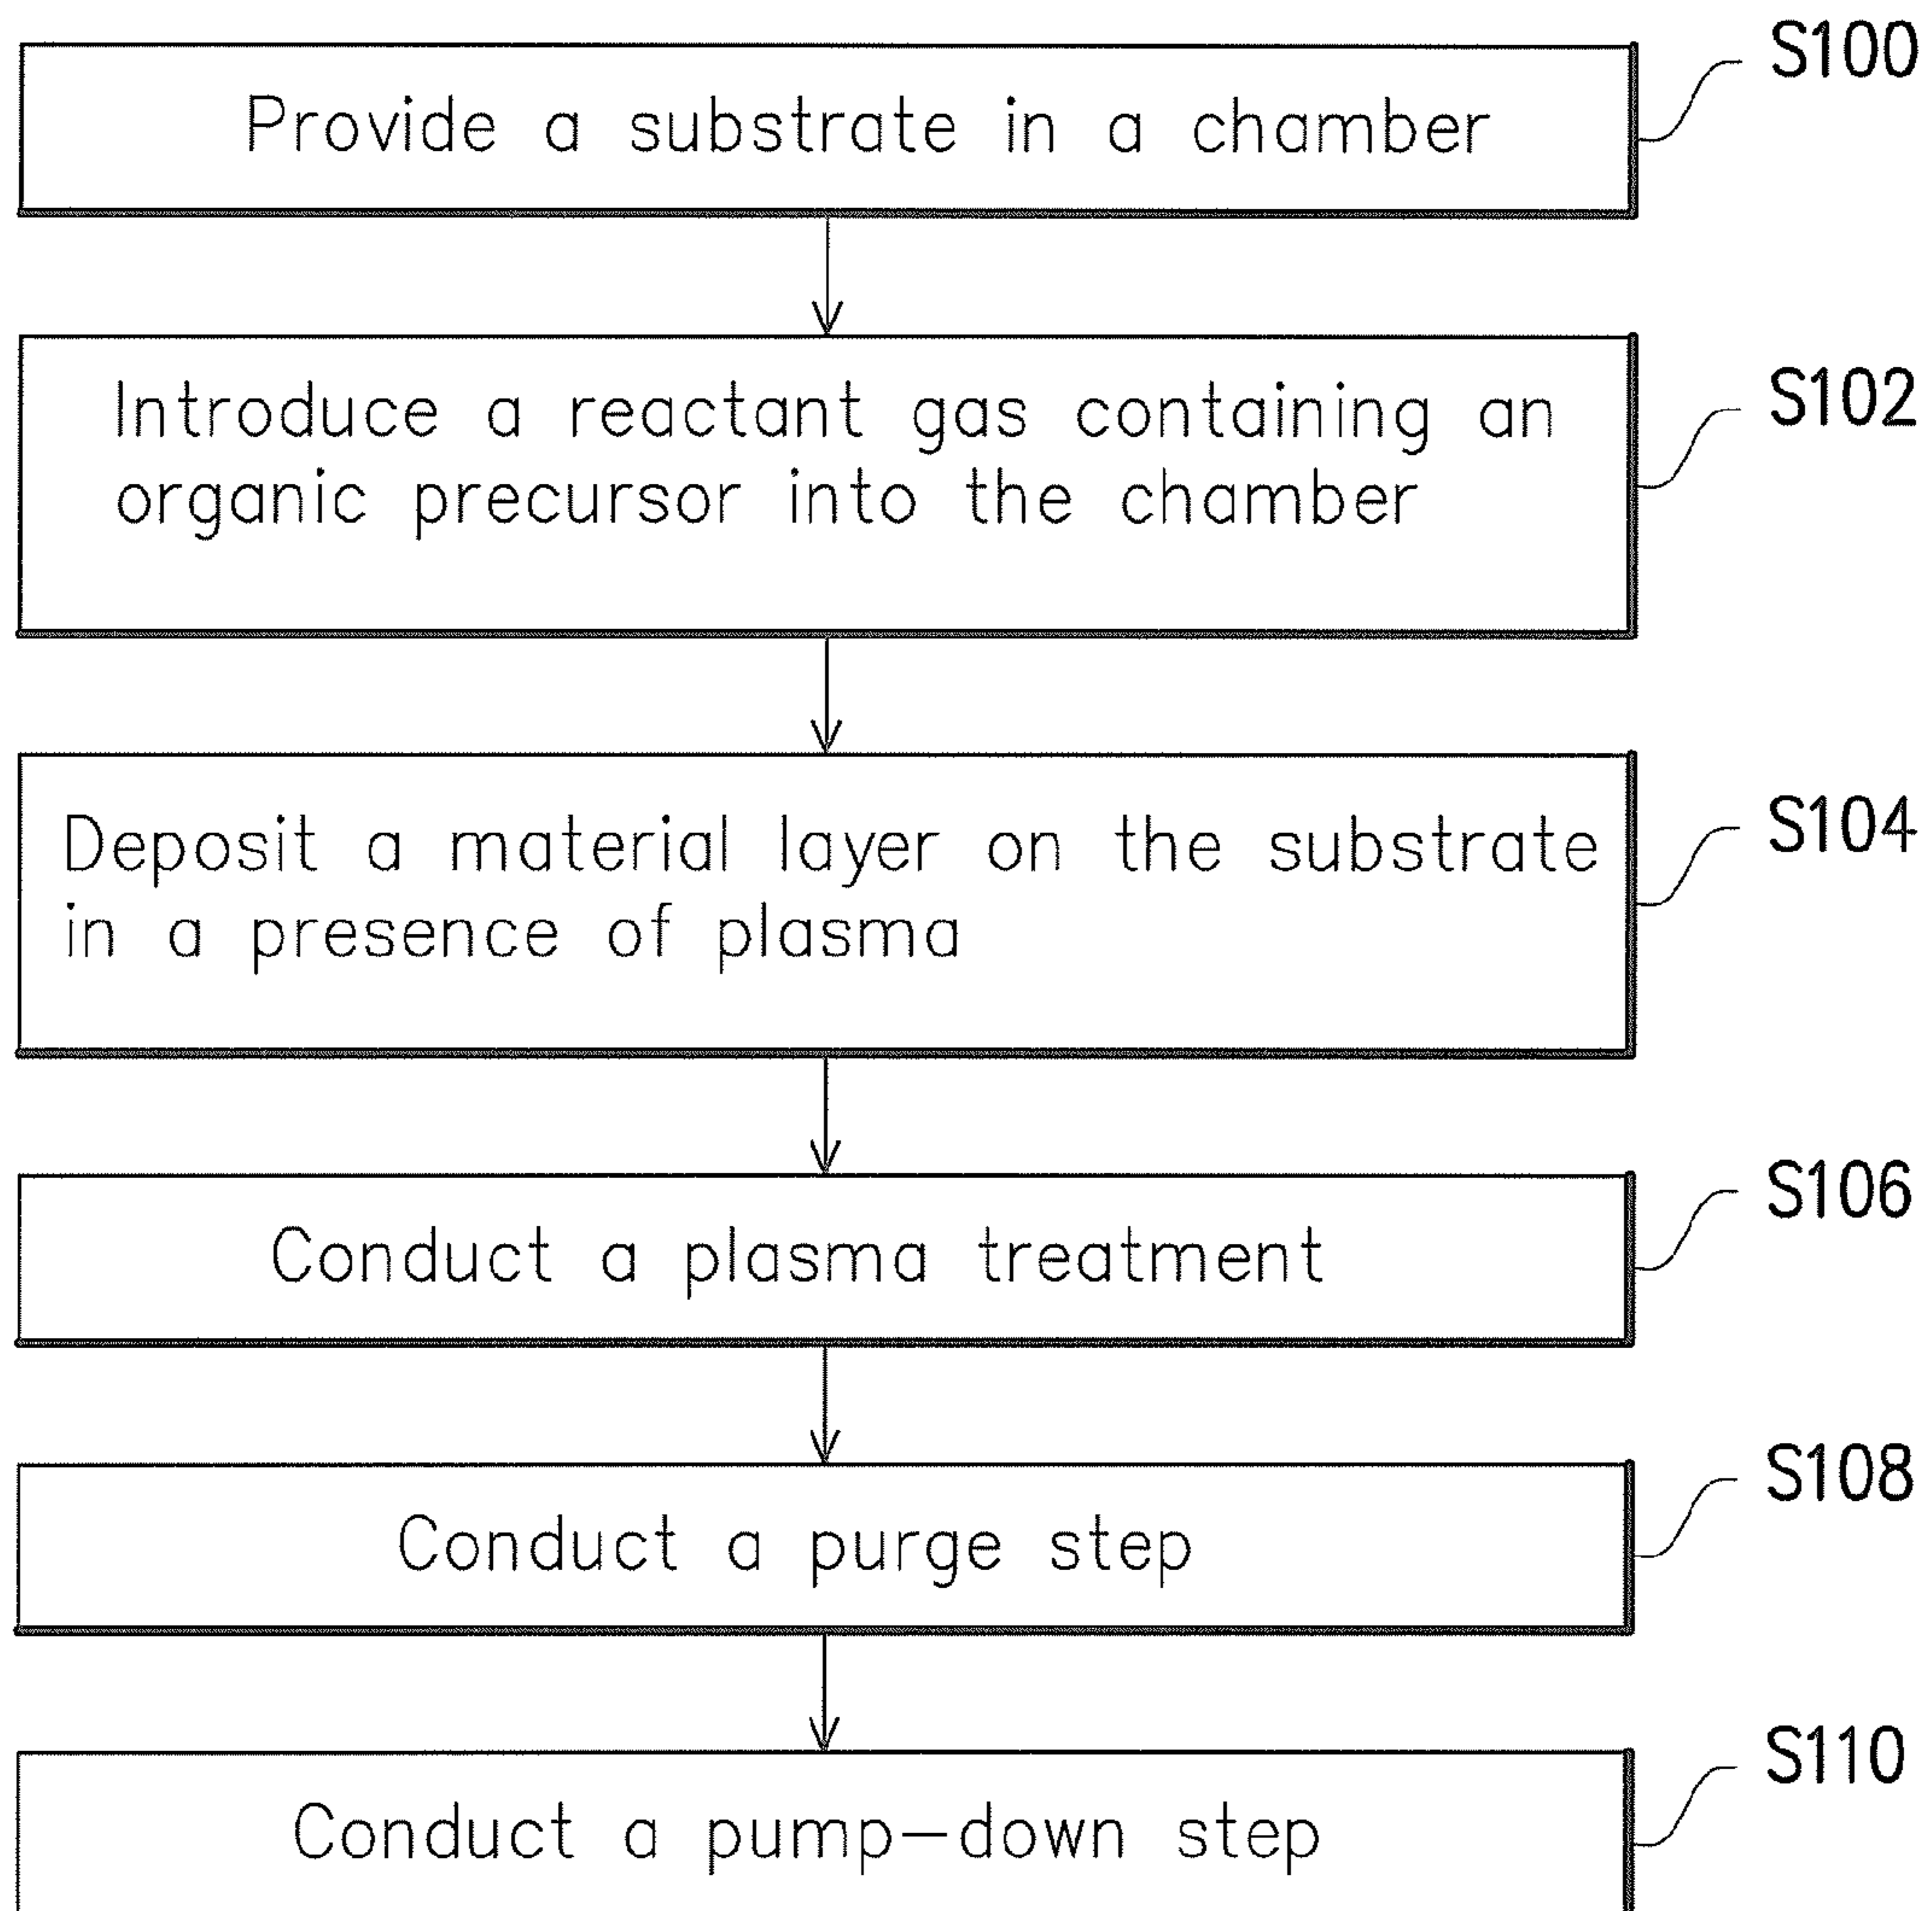 Provide a substrate in a chamber
S100
Introduce a reactant gas containing an
organic precursor into the chamber
S102
Deposit a material layer on the substrate
in a presence of plasma
S104
Conduct a plasma treatment
S106
Conduct a purge step
S108
Conduct a pump-down step
S110